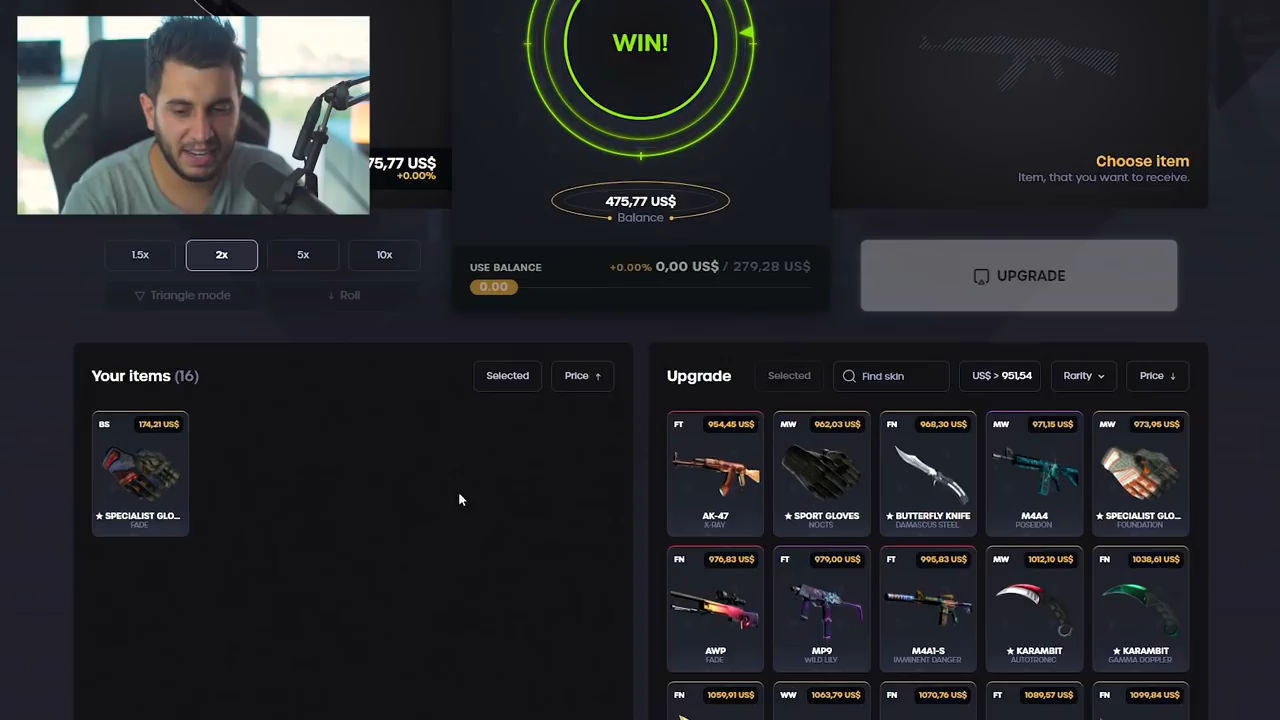 WIN!
75,77 US$
+0.00%
Choose item
Item, that you want to receive.
475,77 US$
Balance
1.5x
2x
5x
10x
USE BALANCE
+0.00% 0,00 US$ / 279,28 US$
0.00
UPGRADE
Triangle mode
Roll
Your items (16)
Selected
Price
BS
174,21 US$
★ SPECIALIST GLO...
FADE
Upgrade
Selected
Find skin
US$ > 951,54
Rarity
Price
FT
954,45 US$
AK-47
X-RAY
MW
962,03 US$
★ SPORT GLOVES
NOCTS
FN
968,30 US$
★ BUTTERFLY KNIFE
DAMASCUS STEEL
MW
971,15 US$
M4A4
POSEIDON
MW
973,95 US$
★ SPECIALIST GLO...
FOUNDATION
FN
976,83 US$
AWP
FADE
FT
979,00 US$
MP9
WILD LILY
FT
995,83 US$
M4A1-S
IMMINENT DANGER
MW
1012,10 US$
★ KARAMBIT
AUTOTRONIC
FN
1038,61 US$
★ KARAMBIT
GAMMA DOPPLER
FN
1059,91 US$
WW
1063,79 US$
FN
1070,76 US$
FT
1089,57 US$
FN
1099,84 US$